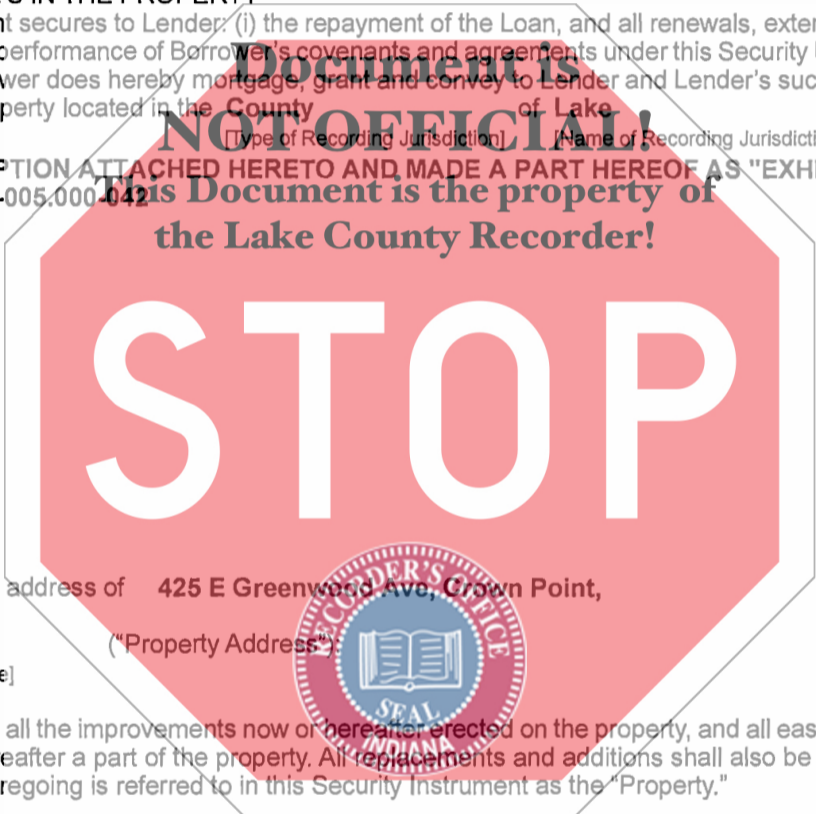 S IN THE PROPERTY
t secures to Lender: (i) the repayment of the Loan, and all renewals, exten
performance of Borrower's covenants and agreements under this Security
wer does hereby mortgage, grant and convey to Lender and Lender's suc
Document is
perty located in the County of Lake
[Type of Recording Jurisdiction] [Name of Recording Jurisdicti
NOT OFFICIAL!
PTION ATTACHED HERETO AND MADE A PART HEREOF AS "EXHI
-005.000-042
This Document is the property of
the Lake County Recorder!
STOP
address of 425 E Greenwood Ave, Crown Point,
("Property Address"):
e]
RECORDER'S OFFICE
SEAL
INDIANA
all the improvements now or hereafter erected on the property, and all eas
eafter a part of the property. All replacements and additions shall also be
regoing is referred to in this Security Instrument as the "Property."